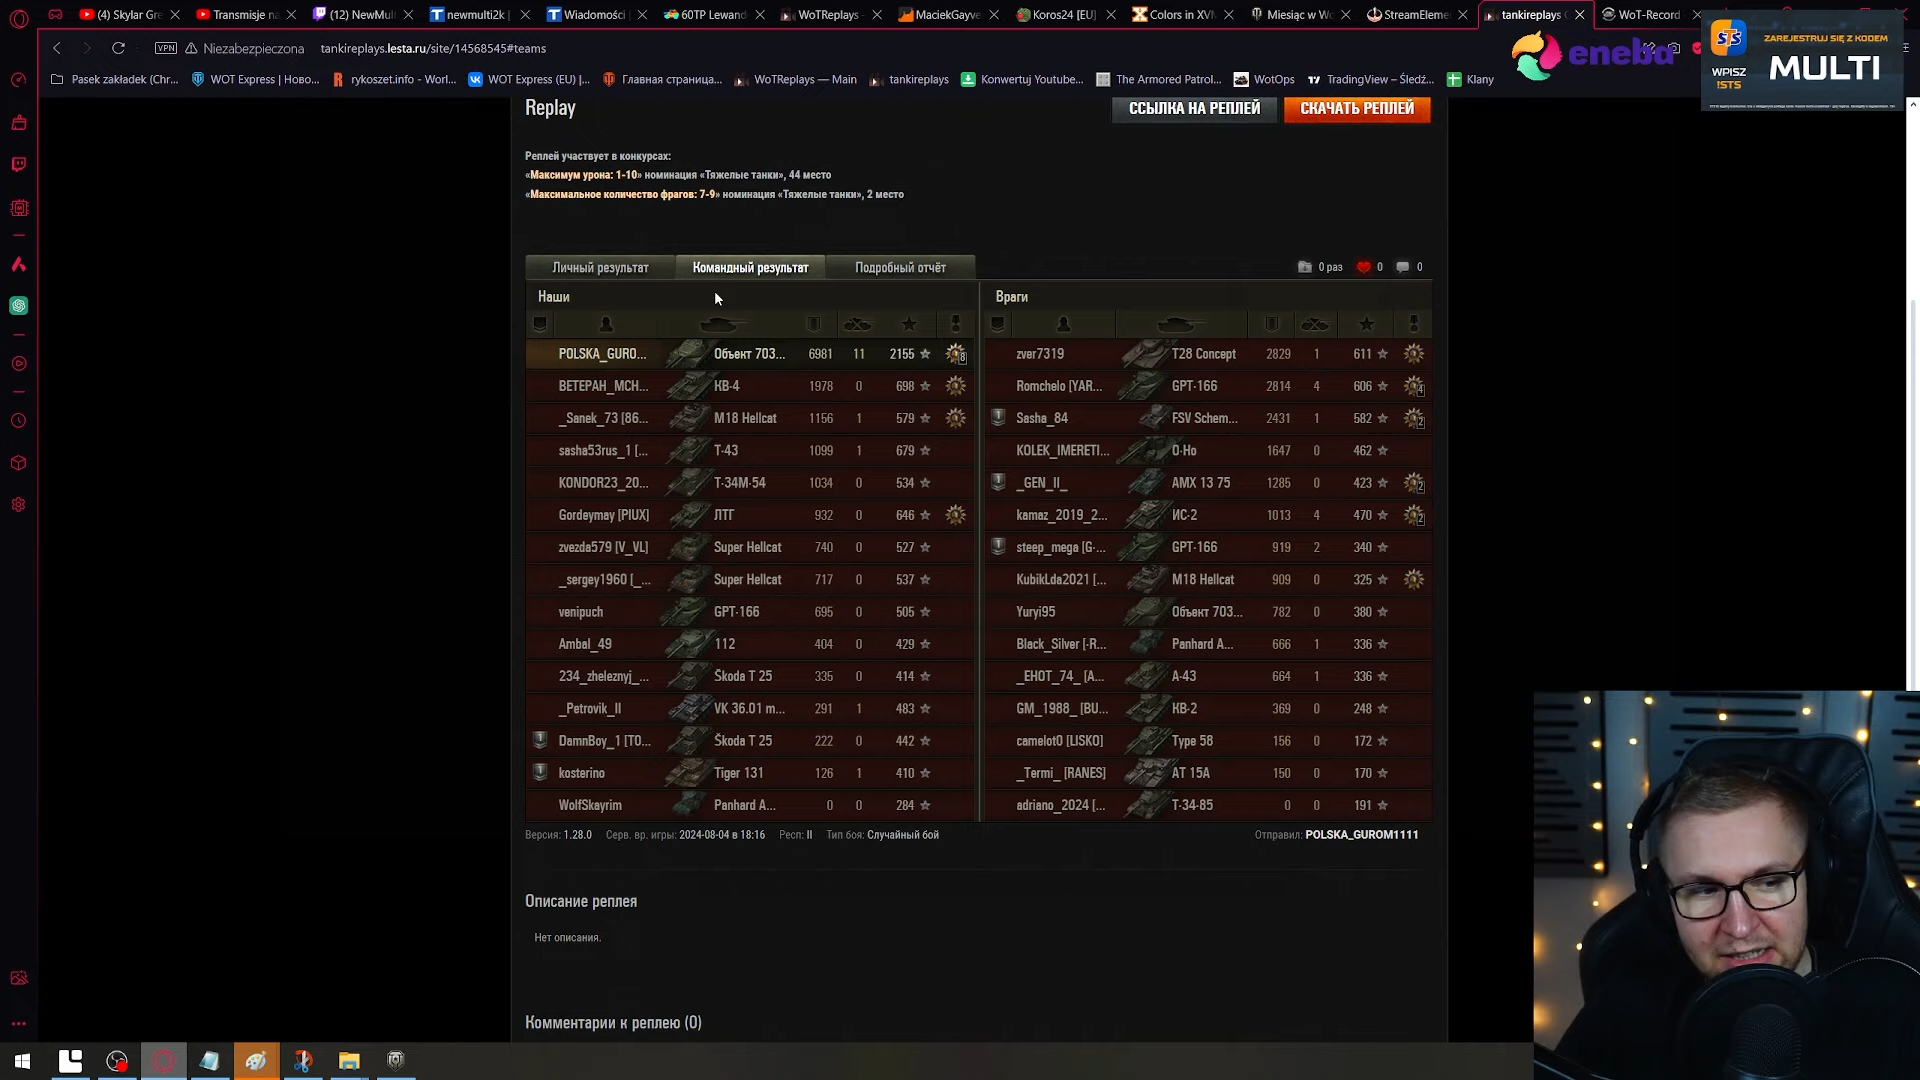 (4) Skylar Gre
Transmisje na
(12) NewMul
newmulti2k |
Wiadomości |
60TP Lewand
WoTReplays -
MaciekGayve
Koros24 [EU]
Colors in XVM
Miesiąc w Wo
StreamEleme
tankireplays
WoT-Record
VPN
Niezabezpieczona
tankireplays.lesta.ru/site/14568545#teams
Pasek zakładek (Chr...
WOT Express | Ново...
rykoszet.info - Worl...
WOT Express (EU) |...
Главная страница...
WoTReplays — Main
tankireplays
Konwertuj Youtube...
The Armored Patrol...
WotOps
TradingView – Śledź...
Klany
eneba
STS
ZAREJESTRUJ SIĘ Z KODEM
WPISZ
!STS
MULTI
Replay
ССЫЛКА НА РЕПЛЕЙ
СКАЧАТЬ РЕПЛЕЙ
Реплей участвует в конкурсах:
«Максимум урона: 1-10» номинация «Тяжелые танки», 44 место
«Максимальное количество фрагов: 7-9» номинация «Тяжелые танки», 2 место
Личный результат
Командный результат
Подробный отчёт
0 раз
0
0
Наши
Враги
POLSKA_GURO... Объект 703... 6981 11 2155 8
zver7319 T28 Concept 2829 1 611
ВЕТЕРАН_МСН... КВ-4 1978 0 698
Romchelo [YAR... GPT-166 2814 4 606 4
_Sanek_73 [86... M18 Hellcat 1156 1 579
Sasha_84 FSV Schem... 2431 1 582 2
sasha53rus_1 [... Т-43 1099 1 679
KOLEK_IMERETI... O-Ho 1647 0 462
KONDOR23_20... Т-34М-54 1034 0 534
_GEN_II_ AMX 13 75 1285 0 423 2
Gordeymay [PIUX] ЛТГ 932 0 646
kamaz_2019_2... ИС-2 1013 4 470 2
zvezda579 [V_VL] Super Hellcat 740 0 527
steep_mega [G-... GPT-166 919 2 340
_sergey1960 [_... Super Hellcat 717 0 537
KubikLda2021 [... M18 Hellcat 909 0 325
venipuch GPT-166 695 0 505
Yuryi95 Объект 703... 782 0 380
Ambal_49 112 404 0 429
Black_Silver [-R... Panhard A... 666 1 336
234_zheleznyj_... Škoda T 25 335 0 414
_EHOT_74_ [A... А-43 664 1 336
_Petrovik_II VK 36.01 m... 291 1 483
GM_1988_ [BU... КВ-2 369 0 248
DamnBoy_1 [TO... Škoda T 25 222 0 442
camelot0 [LISKO] Type 58 156 0 172
kosterino Tiger 131 126 1 410
_Termi_ [RANES] AT 15A 150 0 170
WolfSkayrim Panhard A... 0 0 284
adriano_2024 [... Т-34-85 0 0 191
Версия: 1.28.0 Серв. вр. игры: 2024-08-04 в 18:16 Респ: II Тип боя: Случайный бой
Отправил: POLSKA_GUROM1111
Описание реплея
Нет описания.
Комментарии к реплею (0)